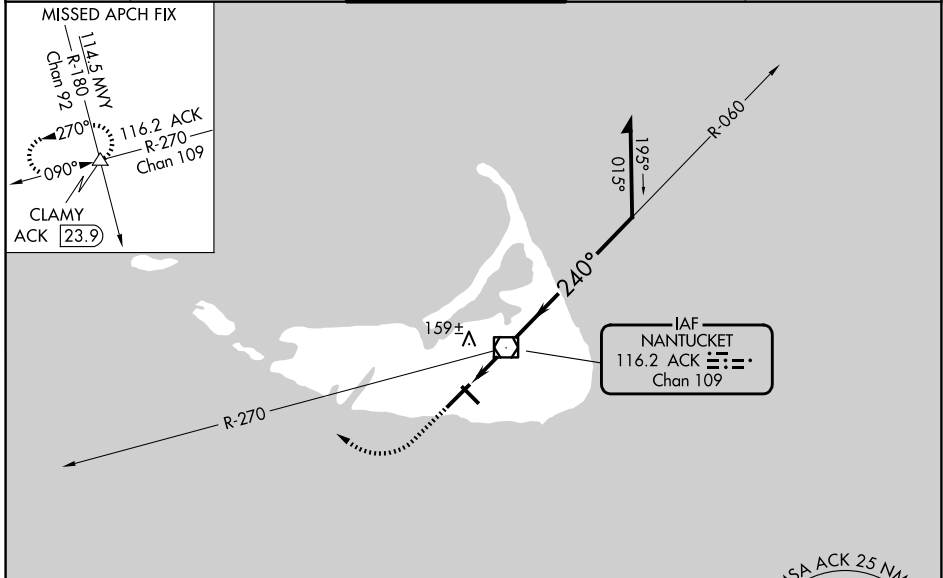 MISSED APCH FIX
114.5 MVY
R-180
Chan 92
270°
116.2 ACK
R-270
Chan 109
090°
CLAMY
ACK 23.9
R-060
195°
015°
240°
159±
IAF
NANTUCKET
116.2 ACK
Chan 109
R-270
MSA ACK 25 NM